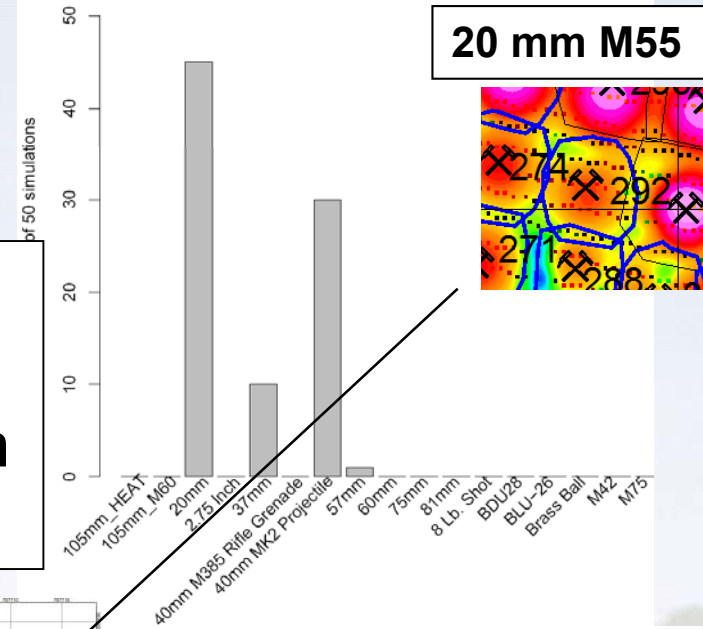 20 mm M55
50
40
30
20
10
0
of 50 simulations
105mm_HEAT
105mm_M60
20mm
2.75 Inch
37mm
40mm M385 Rifle Grenade
40mm MK2 Projectile
57mm
60mm
75mm
81mm
8 Lb. Shot
BDU28
BLU-26
Brass Ball
M42
M75
274
292
271
288